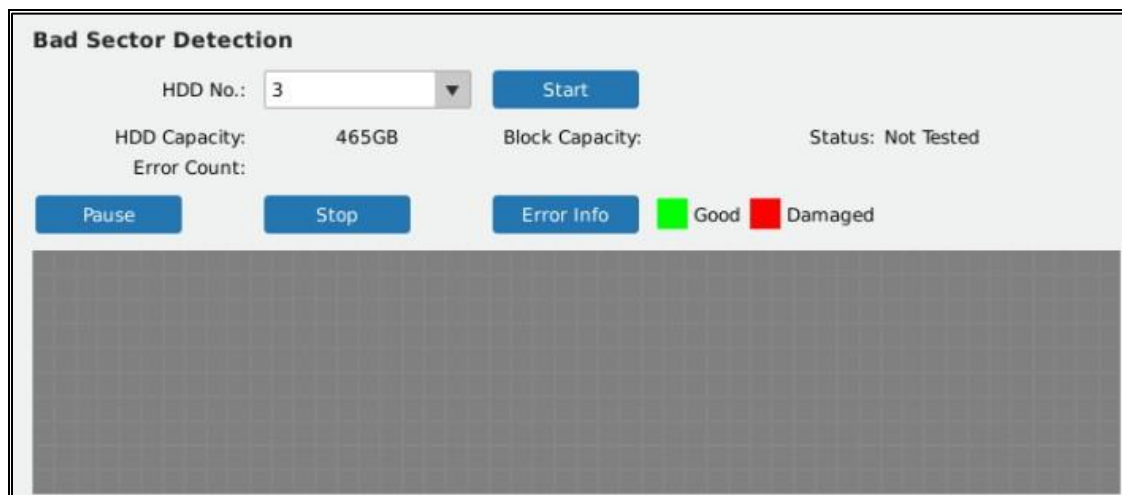 Bad Sector Detection
HDD No.: 3 Start
HDD Capacity: 465GB Block Capacity: Status: Not Tested
Error Count:
Pause Stop Error Info Good Damaged